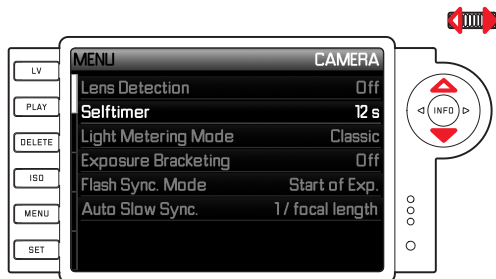 LV
PLAY
DELETE
ISO
MENU
SET
MENU CAMERA
Lens Detection Off
Selftimer 12 s
Light Metering Mode Classic
Exposure Bracketing Off
Flash Sync. Mode Start of Exp.
Auto Slow Sync. 1/ focal length
INFO